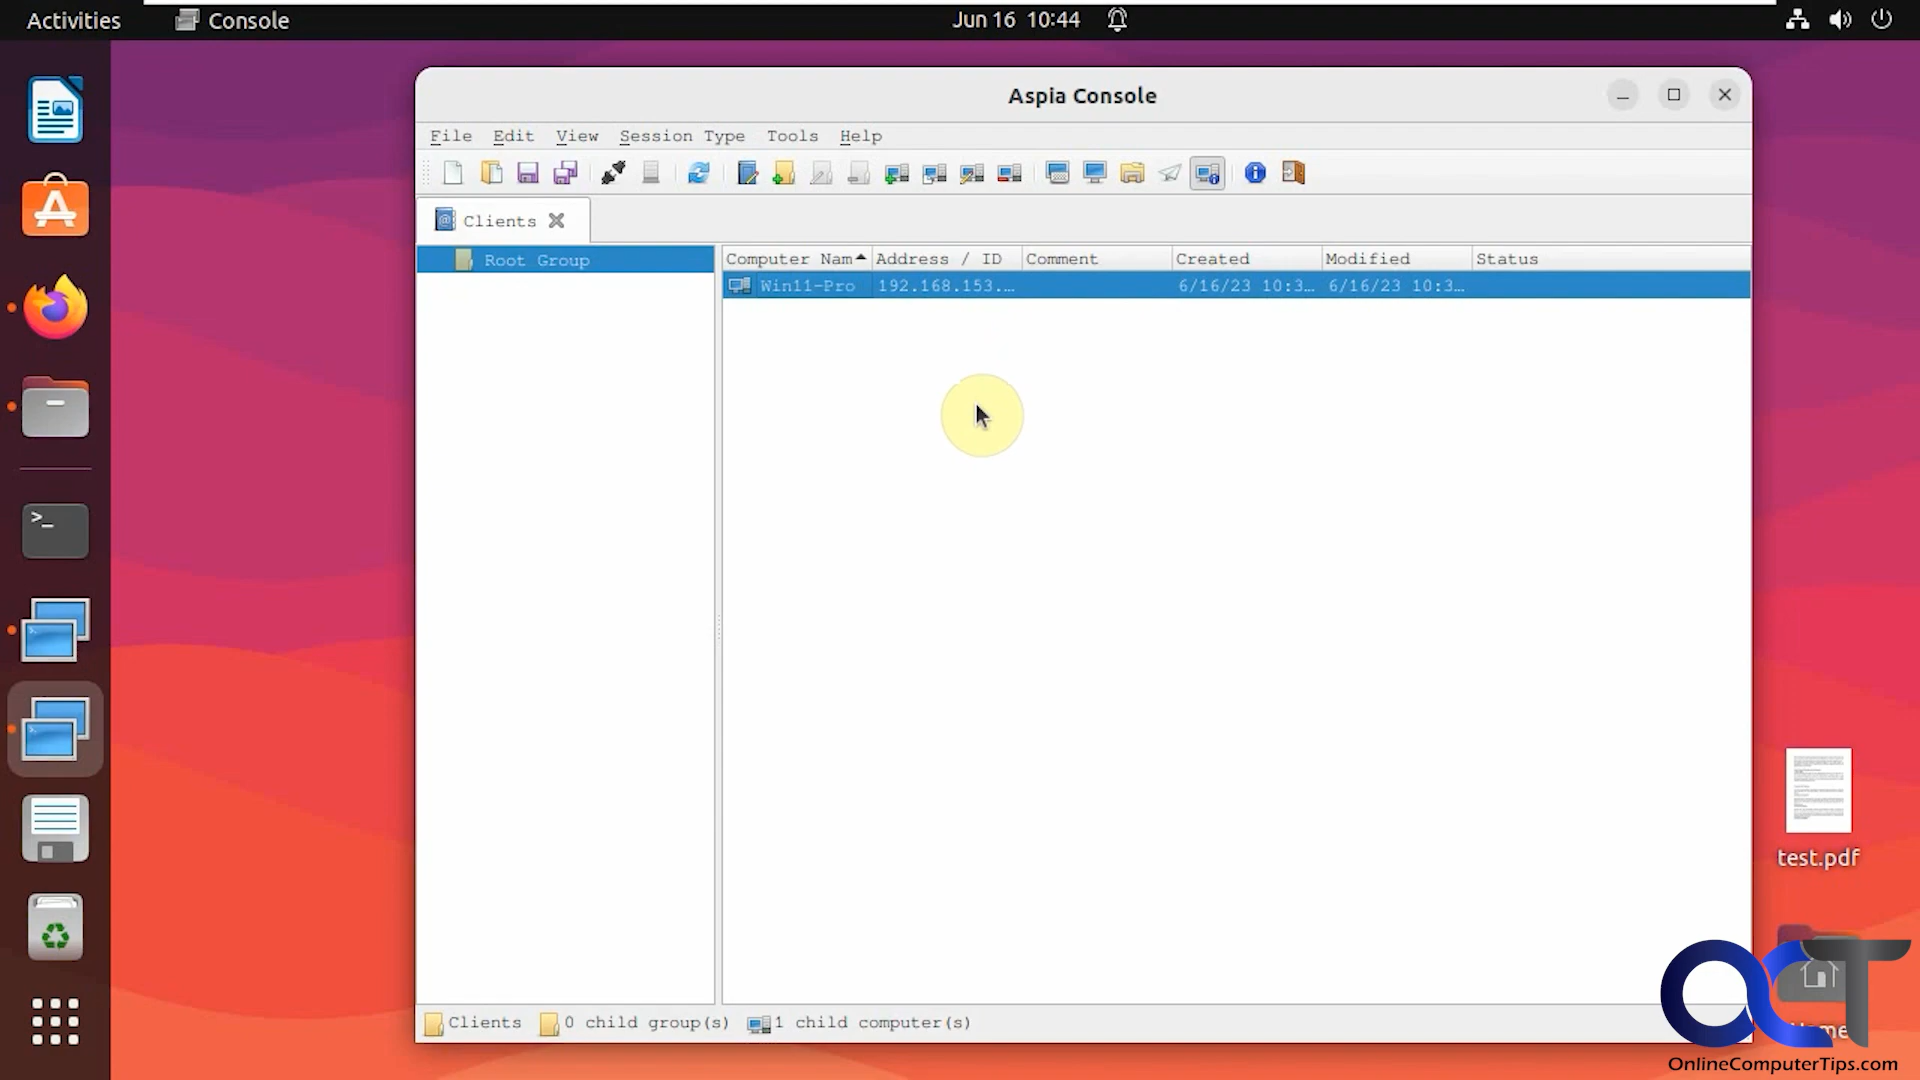 Activities Console Jun 16 10:44
Aspia Console
File Edit View Session Type Tools Help
Clients
Root Group
Computer Nam Address / ID Comment Created Modified Status
Win11-Pro 192.168.153.... 6/16/23 10:3... 6/16/23 10:3...
test.pdf
Clients 0 child group(s) 1 child computer(s)
OCT
OnlineComputerTips.com